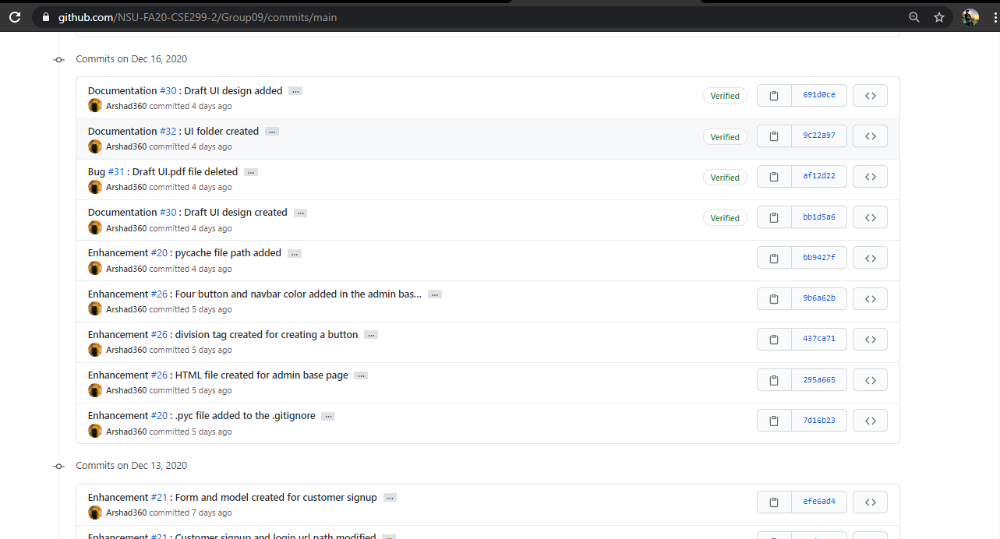 github.com/NSU-FA20-CSE299-2/Group09/commits/main
Commits on Dec 16, 2020
Documentation #30 : Draft UI design added ...
Arshad360 committed 4 days ago
Verified
691d0ce
Documentation #32 : UI folder created ...
Arshad360 committed 4 days ago
Verified
9c22a97
Bug #31 : Draft UI.pdf file deleted ...
Arshad360 committed 4 days ago
Verified
af12d22
Documentation #30 : Draft UI design created ...
Arshad360 committed 4 days ago
Verified
bb1d5a6
Enhancement #20 : pycache file path added ...
Arshad360 committed 4 days ago
bb9427f
Enhancement #26 : Four button and navbar color added in the admin bas... ...
Arshad360 committed 5 days ago
9b6a62b
Enhancement #26 : division tag created for creating a button ...
Arshad360 committed 5 days ago
437ca71
Enhancement #26 : HTML file created for admin base page ...
Arshad360 committed 5 days ago
295a665
Enhancement #20 : .pyc file added to the .gitignore ...
Arshad360 committed 5 days ago
7d16b23
Commits on Dec 13, 2020
Enhancement #21 : Form and model created for customer signup ...
Arshad360 committed 7 days ago
efe6ad4
Enhancement #21 : Customer signup and login url path modified ...